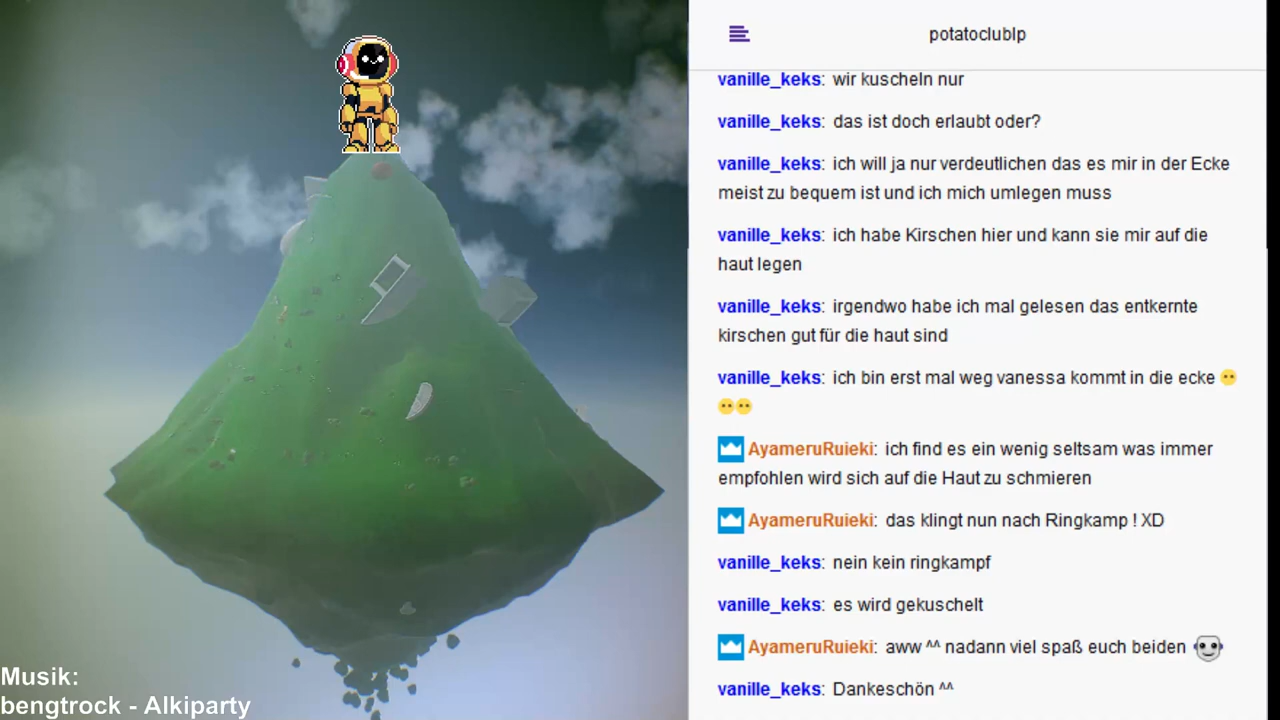 potatoclublp
vanille_keks: wir kuscheln nur
vanille_keks: das ist doch erlaubt oder?
vanille_keks: ich will ja nur verdeutlichen das es mir in der Ecke
meist zu bequem ist und ich mich umlegen muss
vanille_keks: ich habe Kirschen hier und kann sie mir auf die
haut legen
vanille_keks: irgendwo habe ich mal gelesen das entkernte
kirschen gut für die haut sind
vanille_keks: ich bin erst mal weg vanessa kommt in die ecke 😶
😶😶
AyameruRuieki: ich find es ein wenig seltsam was immer
empfohlen wird sich auf die Haut zu schmieren
AyameruRuieki: das klingt nun nach Ringkamp ! XD
vanille_keks: nein kein ringkampf
vanille_keks: es wird gekuschelt
AyameruRuieki: aww ^^ nadann viel spaß euch beiden
vanille_keks: Dankeschön ^^
Musik:
bengtrock - Alkiparty